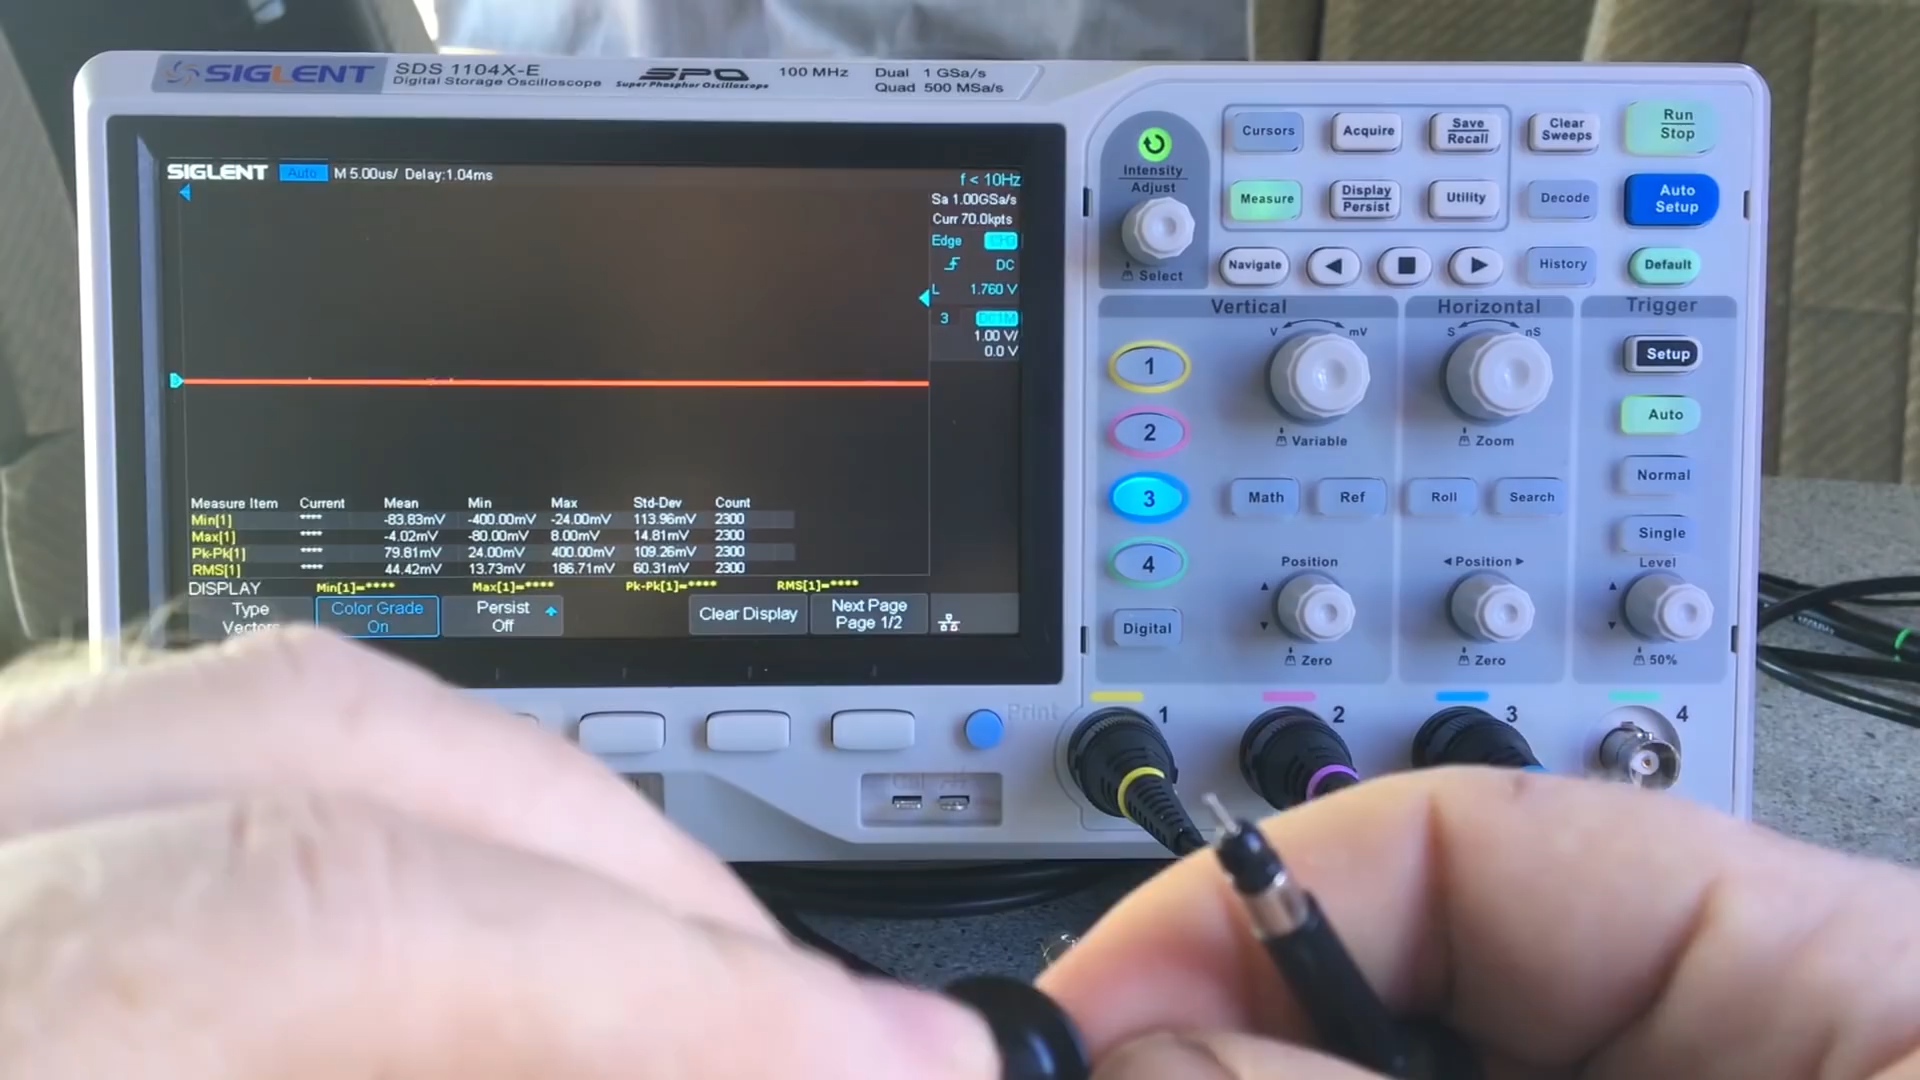 SIGLENT
SDS 1104X-E
Digital Storage Oscilloscope
SPO
Super Phosphor Oscilloscope
100 MHz
Dual 1 GSa/s
Quad 500 MSa/s
SIGLENT Auto M 5.00us/ Delay:1.04ms
f < 10Hz
Sa 1.00GSa/s
Curr 70.0kpts
Edge CH3
DC
L 1.760 V
3 DC1M
1.00 V/
0.0 V
Measure Item Current Mean Min Max Std-Dev Count
Min[1] **** -83.83mV -400.00mV -24.00mV 113.96mV 2300
Max[1] **** -4.02mV -80.00mV 8.00mV 14.81mV 2300
Pk-Pk[1] **** 79.81mV 24.00mV 400.00mV 109.26mV 2300
RMS[1] **** 44.42mV 13.73mV 186.71mV 60.31mV 2300
DISPLAY Min[1]=**** Max[1]=**** Pk-Pk[1]=**** RMS[1]=****
Type
Vectors
Color Grade
On
Persist
Off
Clear Display
Next Page
Page 1/2
Print
Intensity
Adjust
Select
Cursors
Acquire
Save
Recall
Clear
Sweeps
Run
Stop
Measure
Display
Persist
Utility
Decode
Auto
Setup
Navigate
History
Default
Vertical
V mV
1
2
3
4
Variable
Math
Ref
Position
Digital
Zero
Horizontal
S nS
Zoom
Roll
Search
Position
Zero
Trigger
Setup
Auto
Normal
Single
Level
50%
1
2
3
4